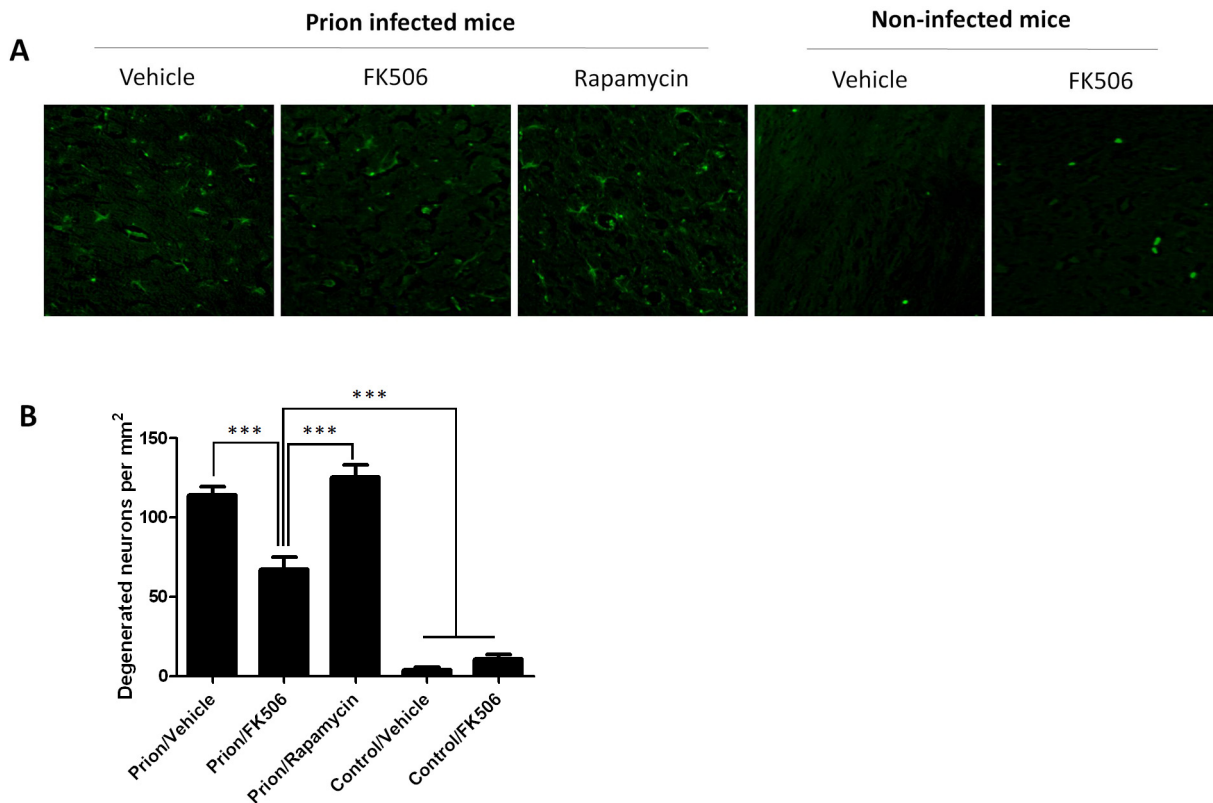 Prion infected mice
Non-infected mice
A
Vehicle
FK506
Rapamycin
Vehicle
FK506
B
***
***
***
Degenerated neurons per mm²
150
100
50
0
Prion/Vehicle
Prion/FK506
Prion/Rapamycin
Control/Vehicle
Control/FK506